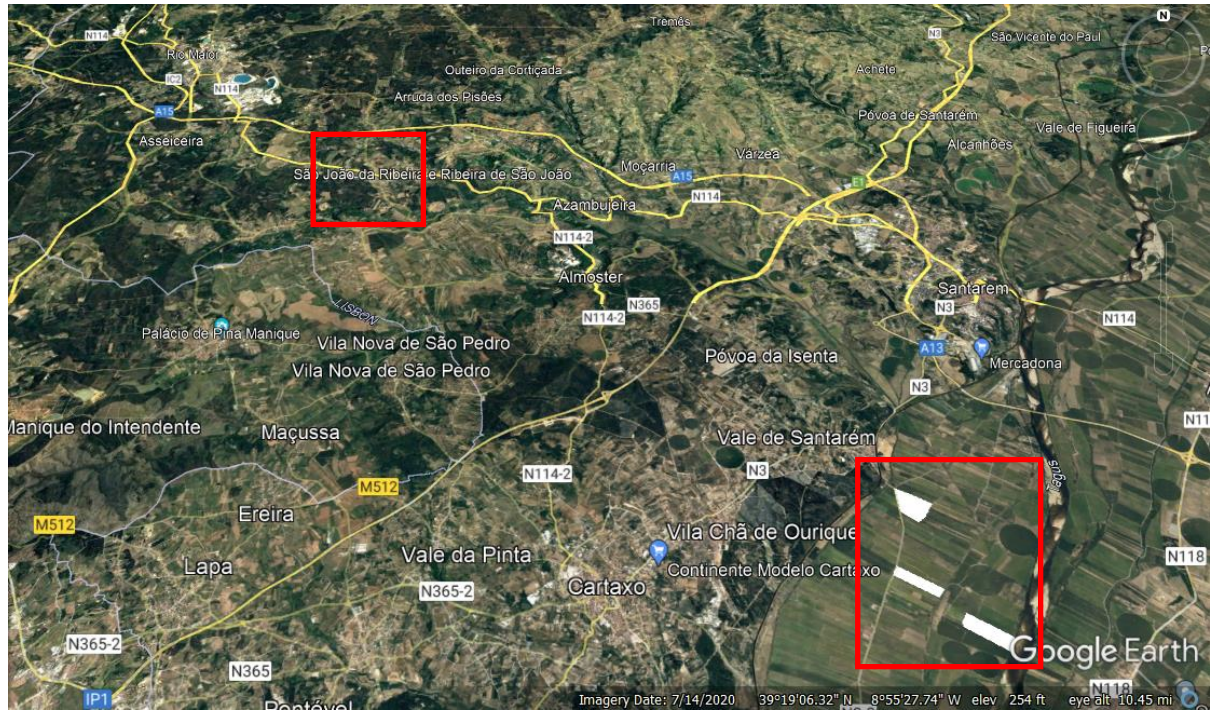 Tremês
N114
N3
N
São Vicente do Paul
Rio Maior
IC2
N114
Outeiro da Cortiçada
Achete
Arruda dos Pisões
A15
Asseiceira
Póvoa de Santarém
Vale de Figueira
Alcanhões
São João da Ribeira e Ribeira de São João
Moçarria
Várzea
A15
E1
N114
Azambujeira
N114-2
Almoster
N365
N114-2
Santarém
N3
N114
LISBON
Palácio de Pina Manique
Vila Nova de São Pedro
Vila Nova de São Pedro
Póvoa da Isenta
A13
Mercadona
N3
N11
Manique do Intendente
Maçussa
Vale de Santarém
N114-2
N3
Tagus
M512
M512
Ereira
Vila Chã de Ourique
Lapa
Vale da Pinta
Continente Modelo Cartaxo
N118
N365-2
Cartaxo
N365-2
N365
Google Earth
IP1
Pontével
N118
Imagery Date: 7/14/2020 39°19'06.32" N 8°55'27.74" W elev 254 ft eye alt 10.45 mi